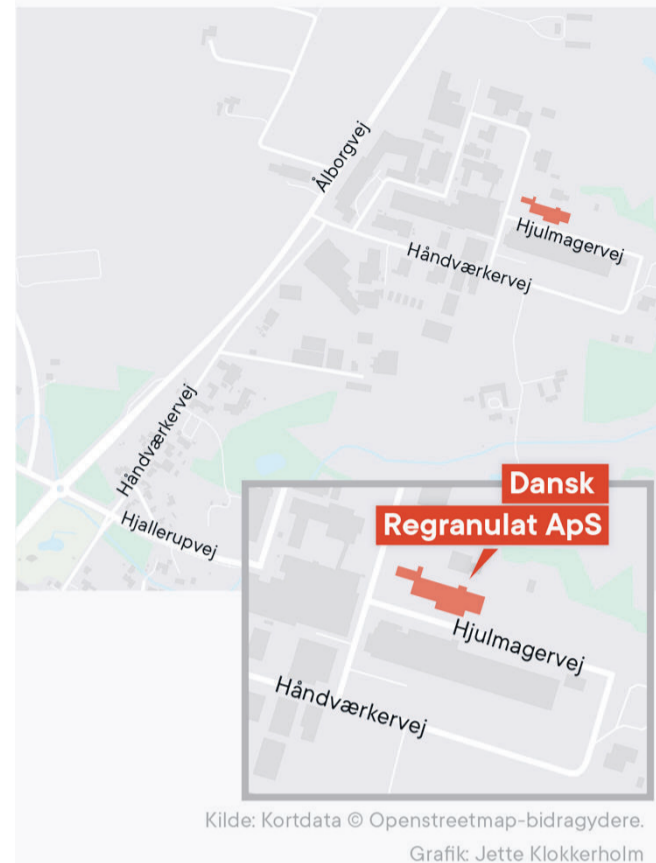 Ålborgvej
Hjulmagervej
Håndværkervej
Håndværkervej
Hjallerupvej
Dansk
Regranulat ApS
Hjulmagervej
Håndværkervej
Kilde: Kortdata © Openstreetmap-bidragydere.
Grafik: Jette Klokkerholm